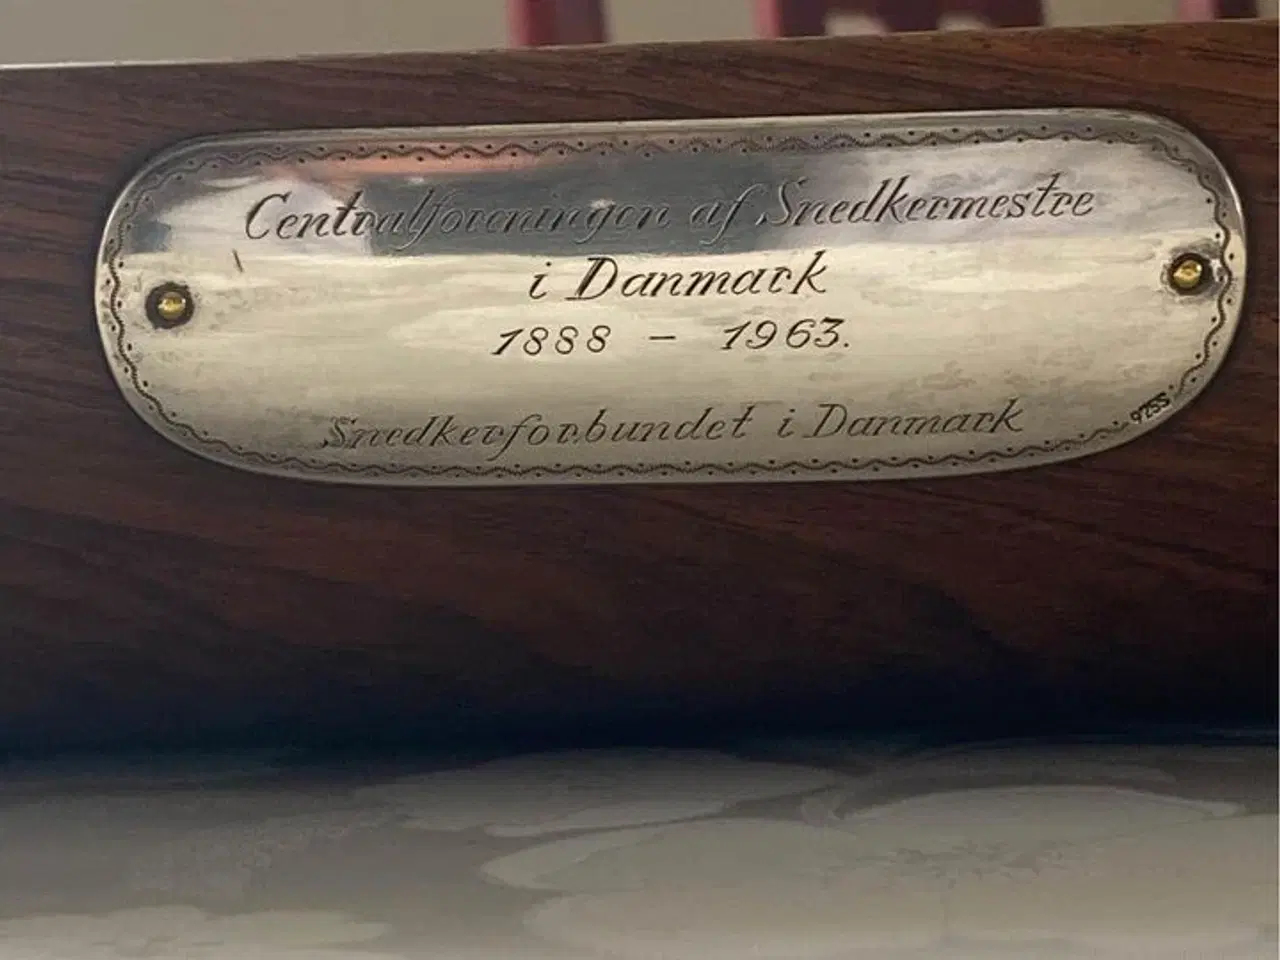 Centralforeningen af Snedkermestre
i Danmark
1888 – 1963.
Snedkerforbundet i Danmark
925S